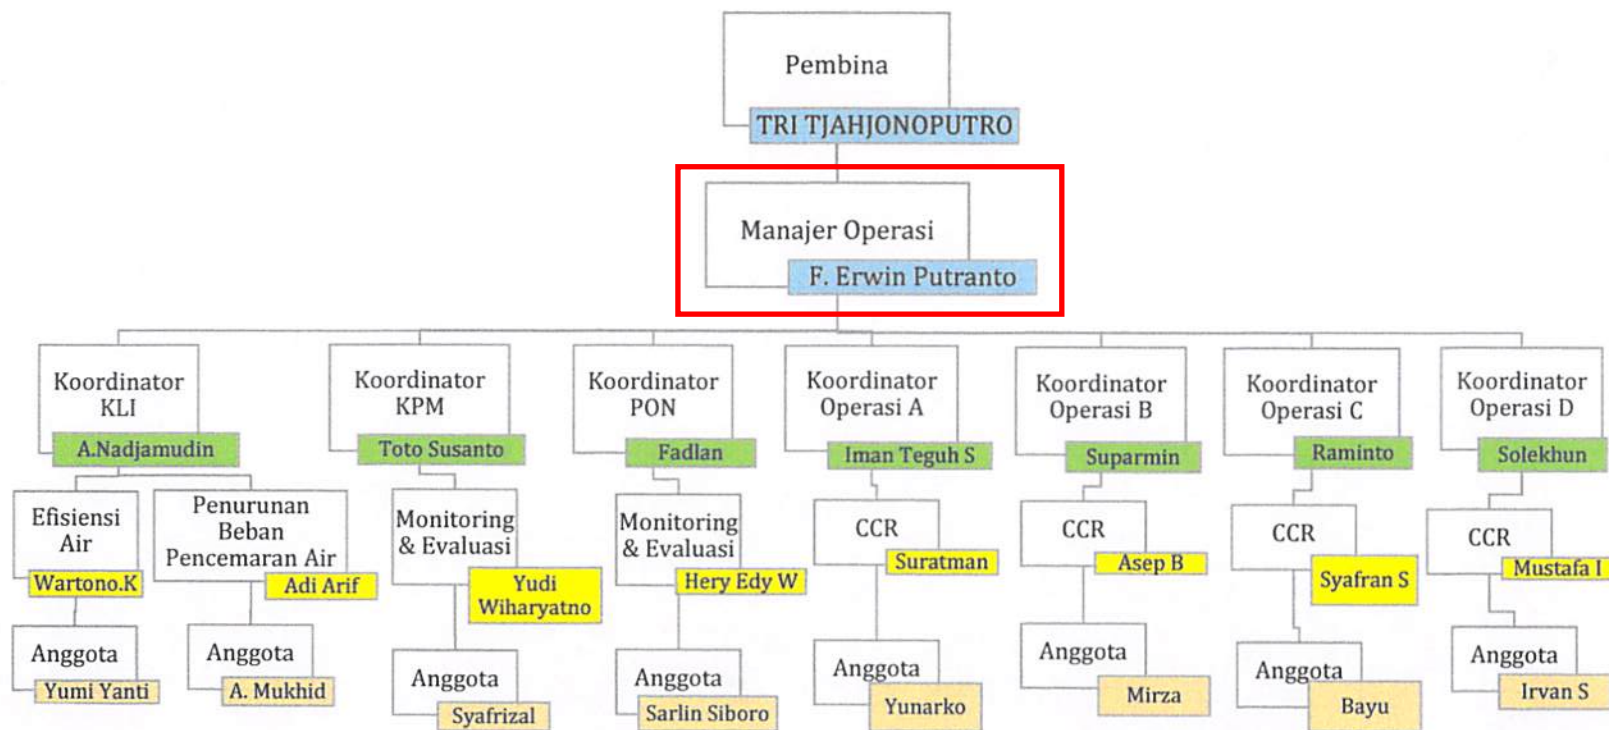 Pembina
TRI TJAHJONOPUTRO
Manajer Operasi
F. Erwin Putranto
Koordinator
KLI
A.Nadjamudin
Koordinator
KPM
Toto Susanto
Koordinator
PON
Fadlan
Koordinator
Operasi A
Iman Teguh S
Koordinator
Operasi B
Suparmin
Koordinator
Operasi C
Raminto
Koordinator
Operasi D
Solekhun
Efisiensi
Air
Wartono.K
Penurunan
Beban
Pencemaran Air
Adi Arif
Monitoring
& Evaluasi
Yudi
Wiharyatno
Monitoring
& Evaluasi
Hery Edy W
CCR
Suratman
CCR
Asep B
CCR
Syafran S
CCR
Mustafa I
Anggota
Yumi Yanti
Anggota
A. Mukhid
Anggota
Syafrizal
Anggota
Sarlin Siboro
Anggota
Yunarko
Anggota
Mirza
Anggota
Bayu
Anggota
Irvan S